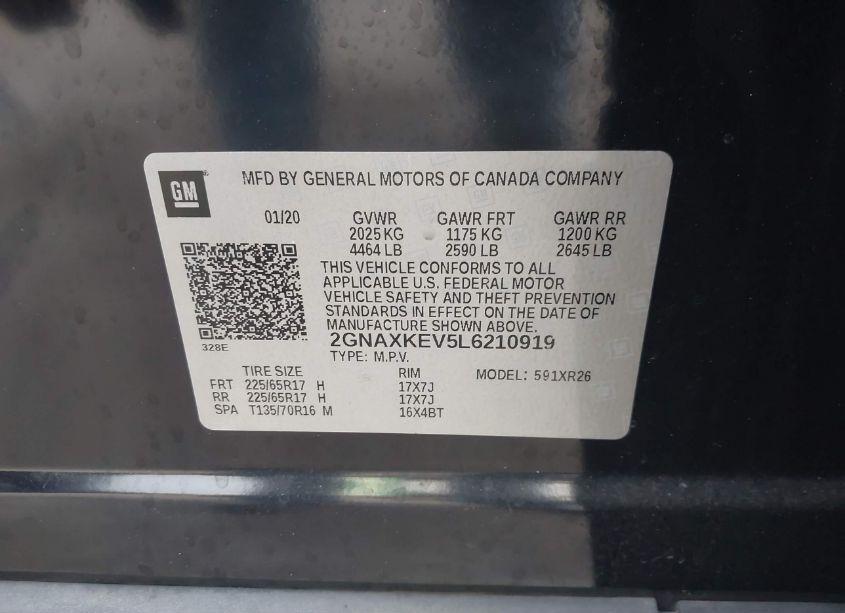 GM
MFD BY GENERAL MOTORS OF CANADA COMPANY
01/20 GVWR GAWR FRT GAWR RR
2025 KG 1175 KG 1200 KG
4464 LB 2590 LB 2645 LB
THIS VEHICLE CONFORMS TO ALL
APPLICABLE U.S. FEDERAL MOTOR
VEHICLE SAFETY AND THEFT PREVENTION
STANDARDS IN EFFECT ON THE DATE OF
MANUFACTURE SHOWN ABOVE.
328E
2GNAXKEV5L6210919
TYPE: M.P.V.
TIRE SIZE RIM MODEL: 591XR26
FRT 225/65R17 H 17X7J
RR 225/65R17 H 17X7J
SPA T135/70R16 M 16X4BT